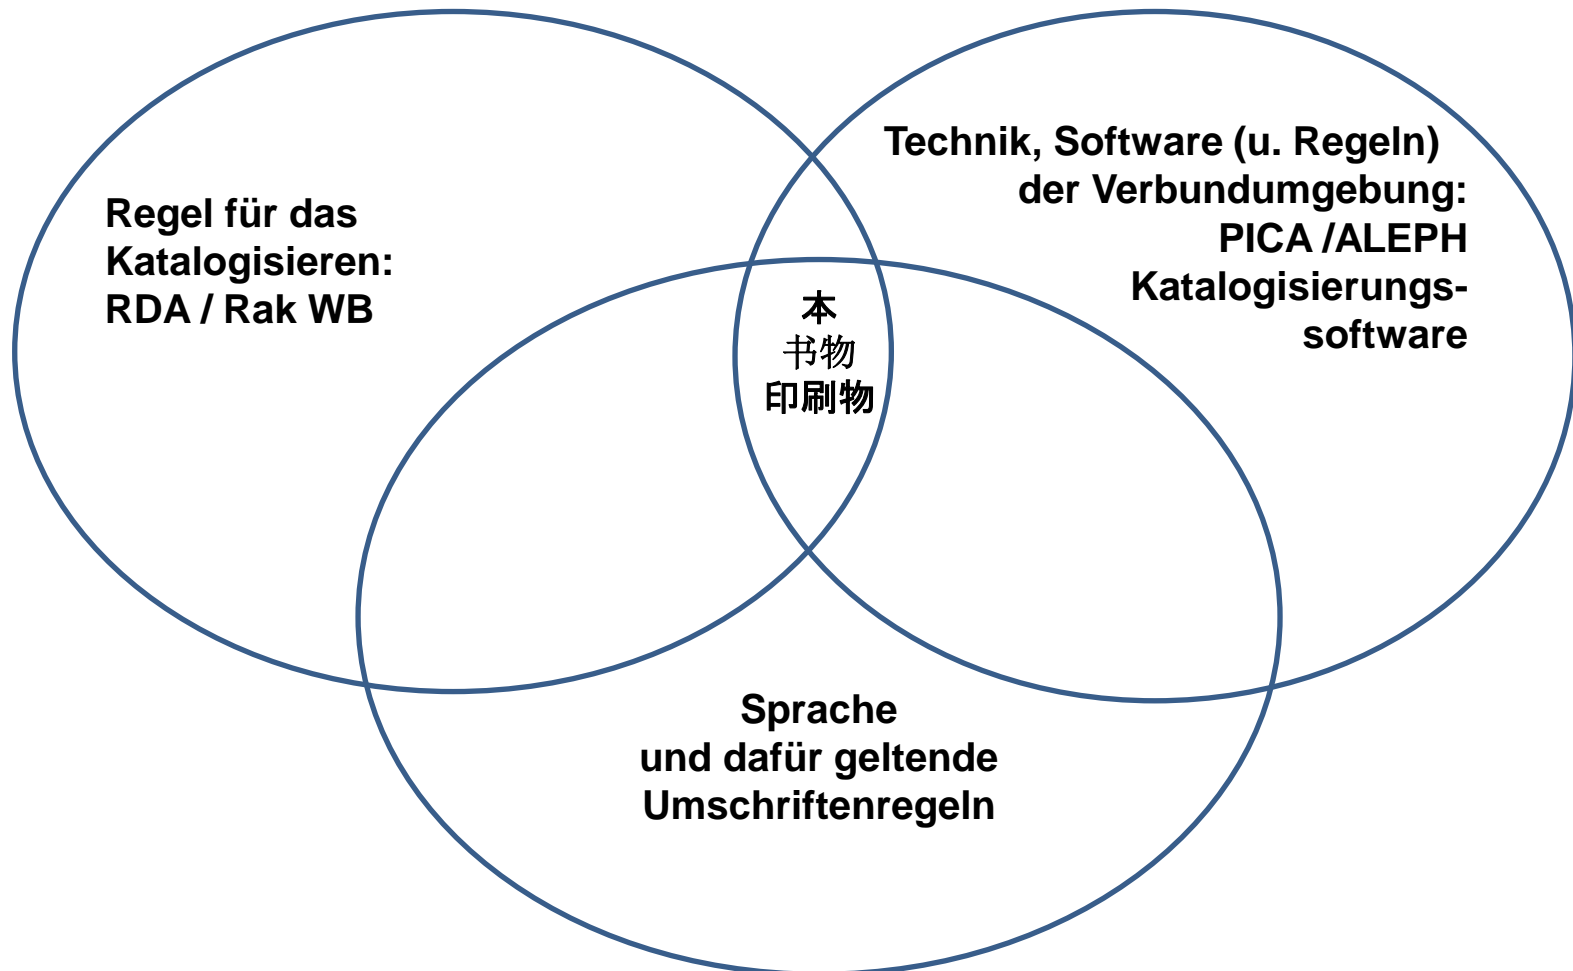 Regel für das
Katalogisieren:
RDA / Rak WB
Technik, Software (u. Regeln)
der Verbundumgebung:
PICA /ALEPH
Katalogisierungs-
software
本
书物
印刷物
Sprache
und dafür geltende
Umschriftenregeln